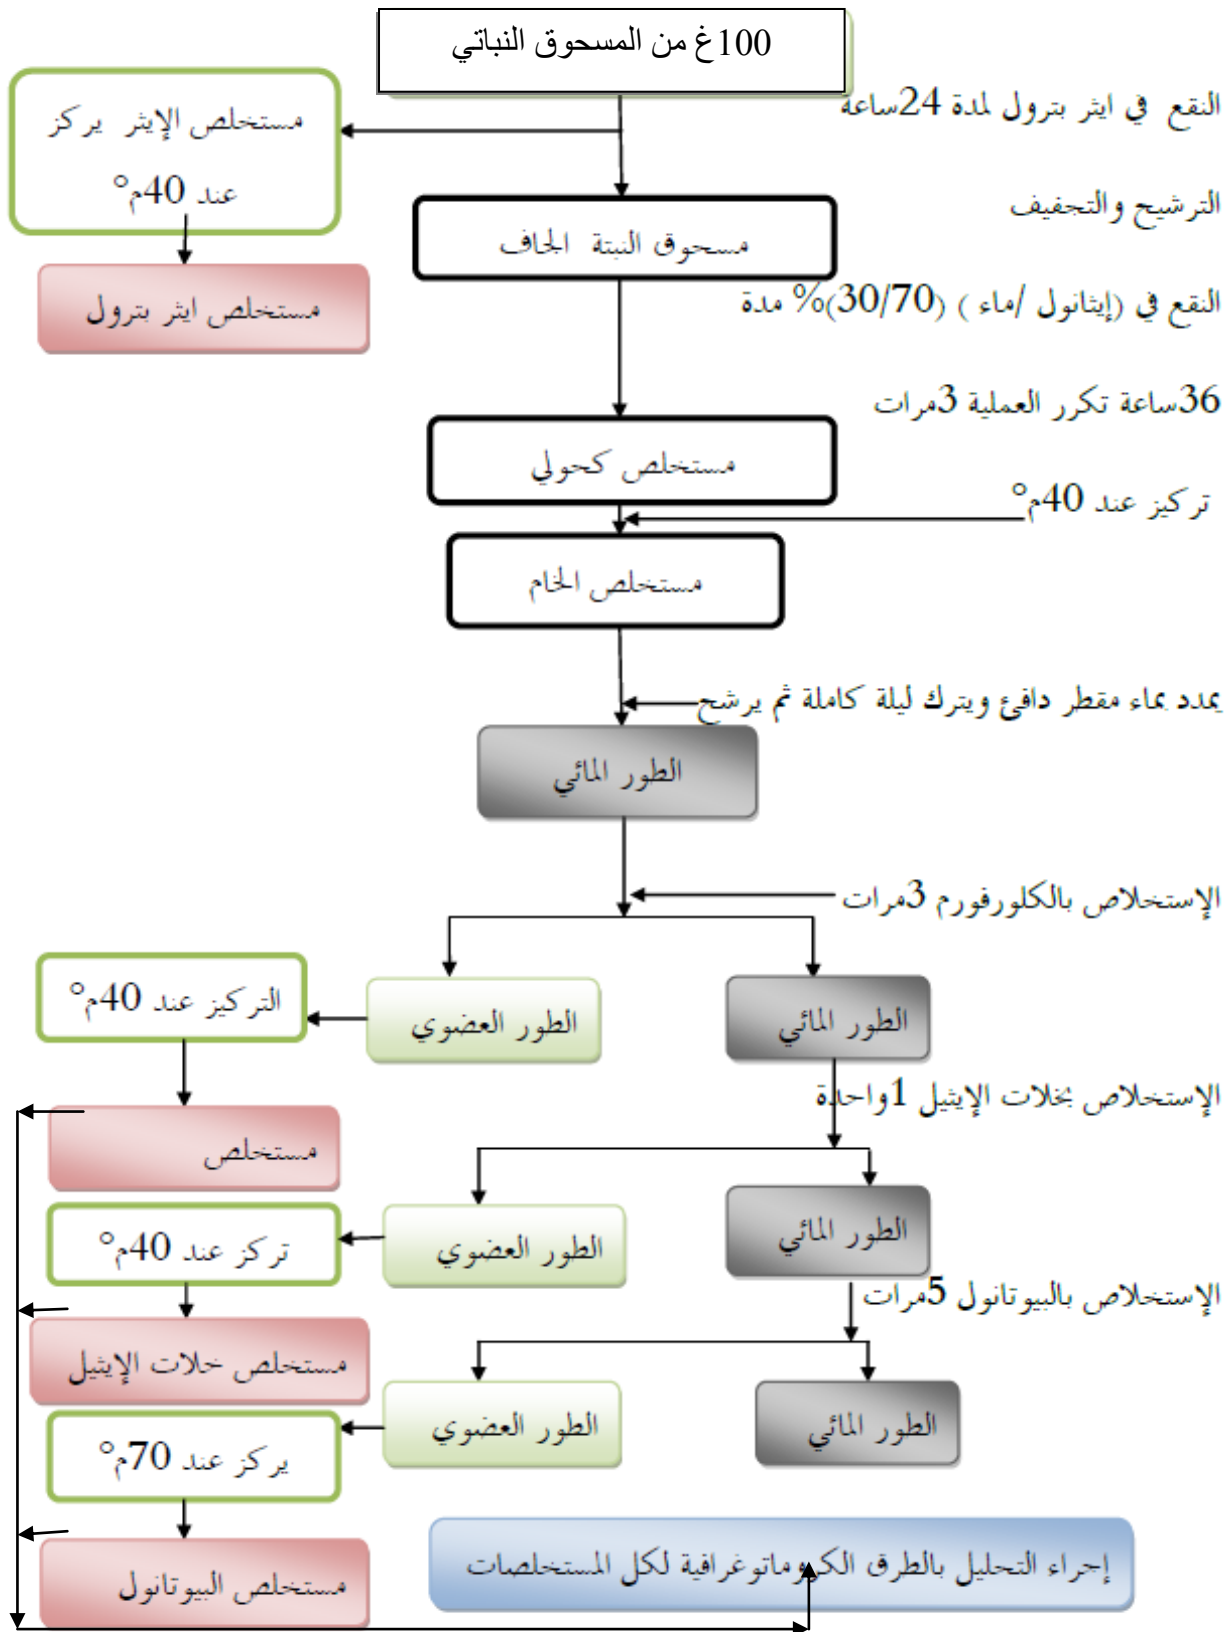 100غ من المسحوق النباتي
النقع في ايثر بترول لمدة 24ساعة
مستخلص الإيثر يركز
عند 40م°
الترشيح والتجفيف
مسحوق النبتة الجاف
مستخلص ايثر بترول
النقع في (إيثانول /ماء ) (30/70)% مدة
36ساعة تكرر العملية 3مرات
مستخلص كحولي
تركيز عند 40م°
مستخلص الخام
يمدد بماء مقطر دافئ ويترك ليلة كاملة ثم يرشح
الطور المائي
الإستخلاص بالكلورفورم 3مرات
الطور المائي
الطور العضوي
التركيز عند 40م°
مستخلص
الإستخلاص بخلات الإيثيل 1واحدة
الطور المائي
الطور العضوي
تركز عند 40م°
مستخلص خلات الإيثيل
الإستخلاص بالبيوتانول 5مرات
الطور المائي
الطور العضوي
يركز عند 70م°
مستخلص البيوتانول
إجراء التحليل بالطرق الكروماتوغرافية لكل المستخلصات